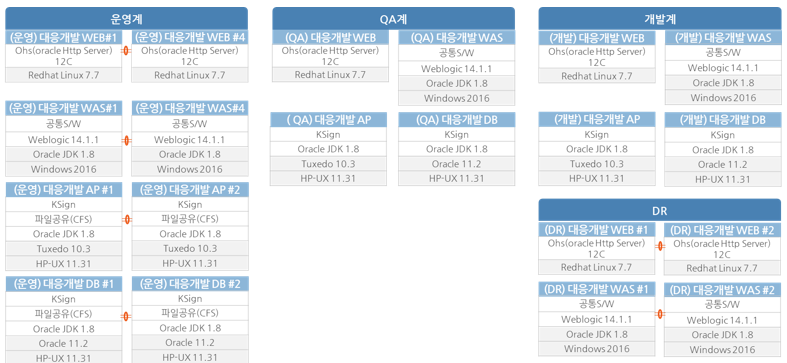 운영계
(운영) 대응개발 WEB#1
Ohs(oracle Http Server)
12C
Redhat Linux 7.7
(운영) 대응개발 WEB #4
Ohs(oracle Http Server)
12C
Redhat Linux 7.7
(운영) 대응개발 WAS#1
공통S/W
Weblogic 14.1.1
Oracle JDK 1.8
Windows 2016
(운영) 대응개발 WAS#4
공통S/W
Weblogic 14.1.1
Oracle JDK 1.8
Windows 2016
(운영) 대응개발 AP #1
KSign
파일공유(CFS)
Oracle JDK 1.8
Tuxedo 10.3
HP-UX 11.31
(운영) 대응개발 AP #2
KSign
파일공유(CFS)
Oracle JDK 1.8
Tuxedo 10.3
HP-UX 11.31
(운영) 대응개발 DB #1
KSign
파일공유(CFS)
Oracle JDK 1.8
Oracle 11.2
HP-UX 11.31
(운영) 대응개발 DB #2
KSign
파일공유(CFS)
Oracle JDK 1.8
Oracle 11.2
HP-UX 11.31
QA계
(QA) 대응개발 WEB
Ohs(oracle Http Server)
12C
Redhat Linux 7.7
(QA) 대응개발 WAS
공통S/W
Weblogic 14.1.1
Oracle JDK 1.8
Windows 2016
( QA) 대응개발 AP
KSign
Oracle JDK 1.8
Tuxedo 10.3
HP-UX 11.31
(QA) 대응개발 DB
KSign
Oracle JDK 1.8
Oracle 11.2
HP-UX 11.31
개발계
(개발) 대응개발 WEB
Ohs(oracle Http Server)
12C
Redhat Linux 7.7
(개발) 대응개발 WAS
공통S/W
Weblogic 14.1.1
Oracle JDK 1.8
Windows 2016
(개발) 대응개발 AP
KSign
Oracle JDK 1.8
Tuxedo 10.3
HP-UX 11.31
(개발) 대응개발 DB
KSign
Oracle JDK 1.8
Oracle 11.2
HP-UX 11.31
DR
(DR) 대응개발 WEB #1
Ohs(oracle Http Server)
12C
Redhat Linux 7.7
(DR) 대응개발 WEB #2
Ohs(oracle Http Server)
12C
Redhat Linux 7.7
(DR) 대응개발 WAS #1
공통S/W
Weblogic 14.1.1
Oracle JDK 1.8
Windows 2016
(DR) 대응개발 WAS #2
공통S/W
Weblogic 14.1.1
Oracle JDK 1.8
Windows 2016